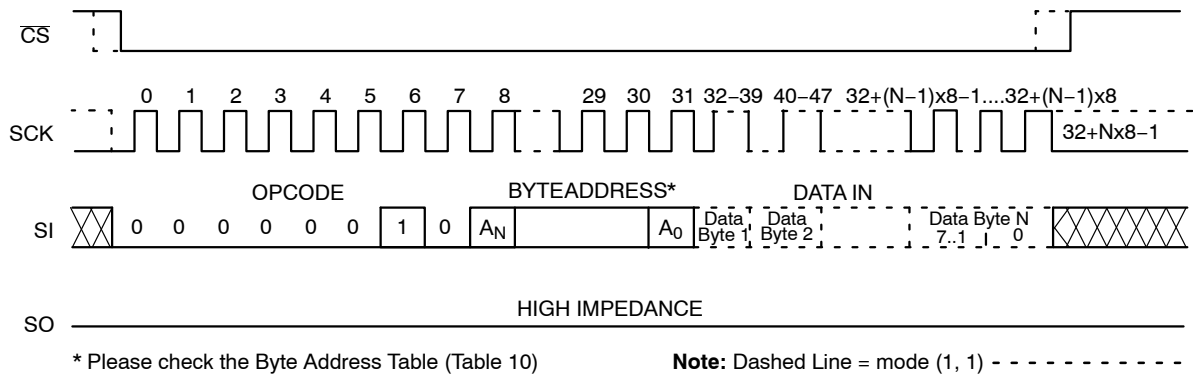 CS
0 1 2 3 4 5 6 7 8 29 30 31 32−39 40−47 32+(N−1)x8−1....32+(N−1)x8
SCK
32+Nx8−1
OPCODE BYTEADDRESS* DATA IN
SI 0 0 0 0 0 0 1 0 AN A0 Data Byte 1 Data Byte 2 Data Byte N
7..1 0
HIGH IMPEDANCE
SO
* Please check the Byte Address Table (Table 10) Note: Dashed Line = mode (1, 1)